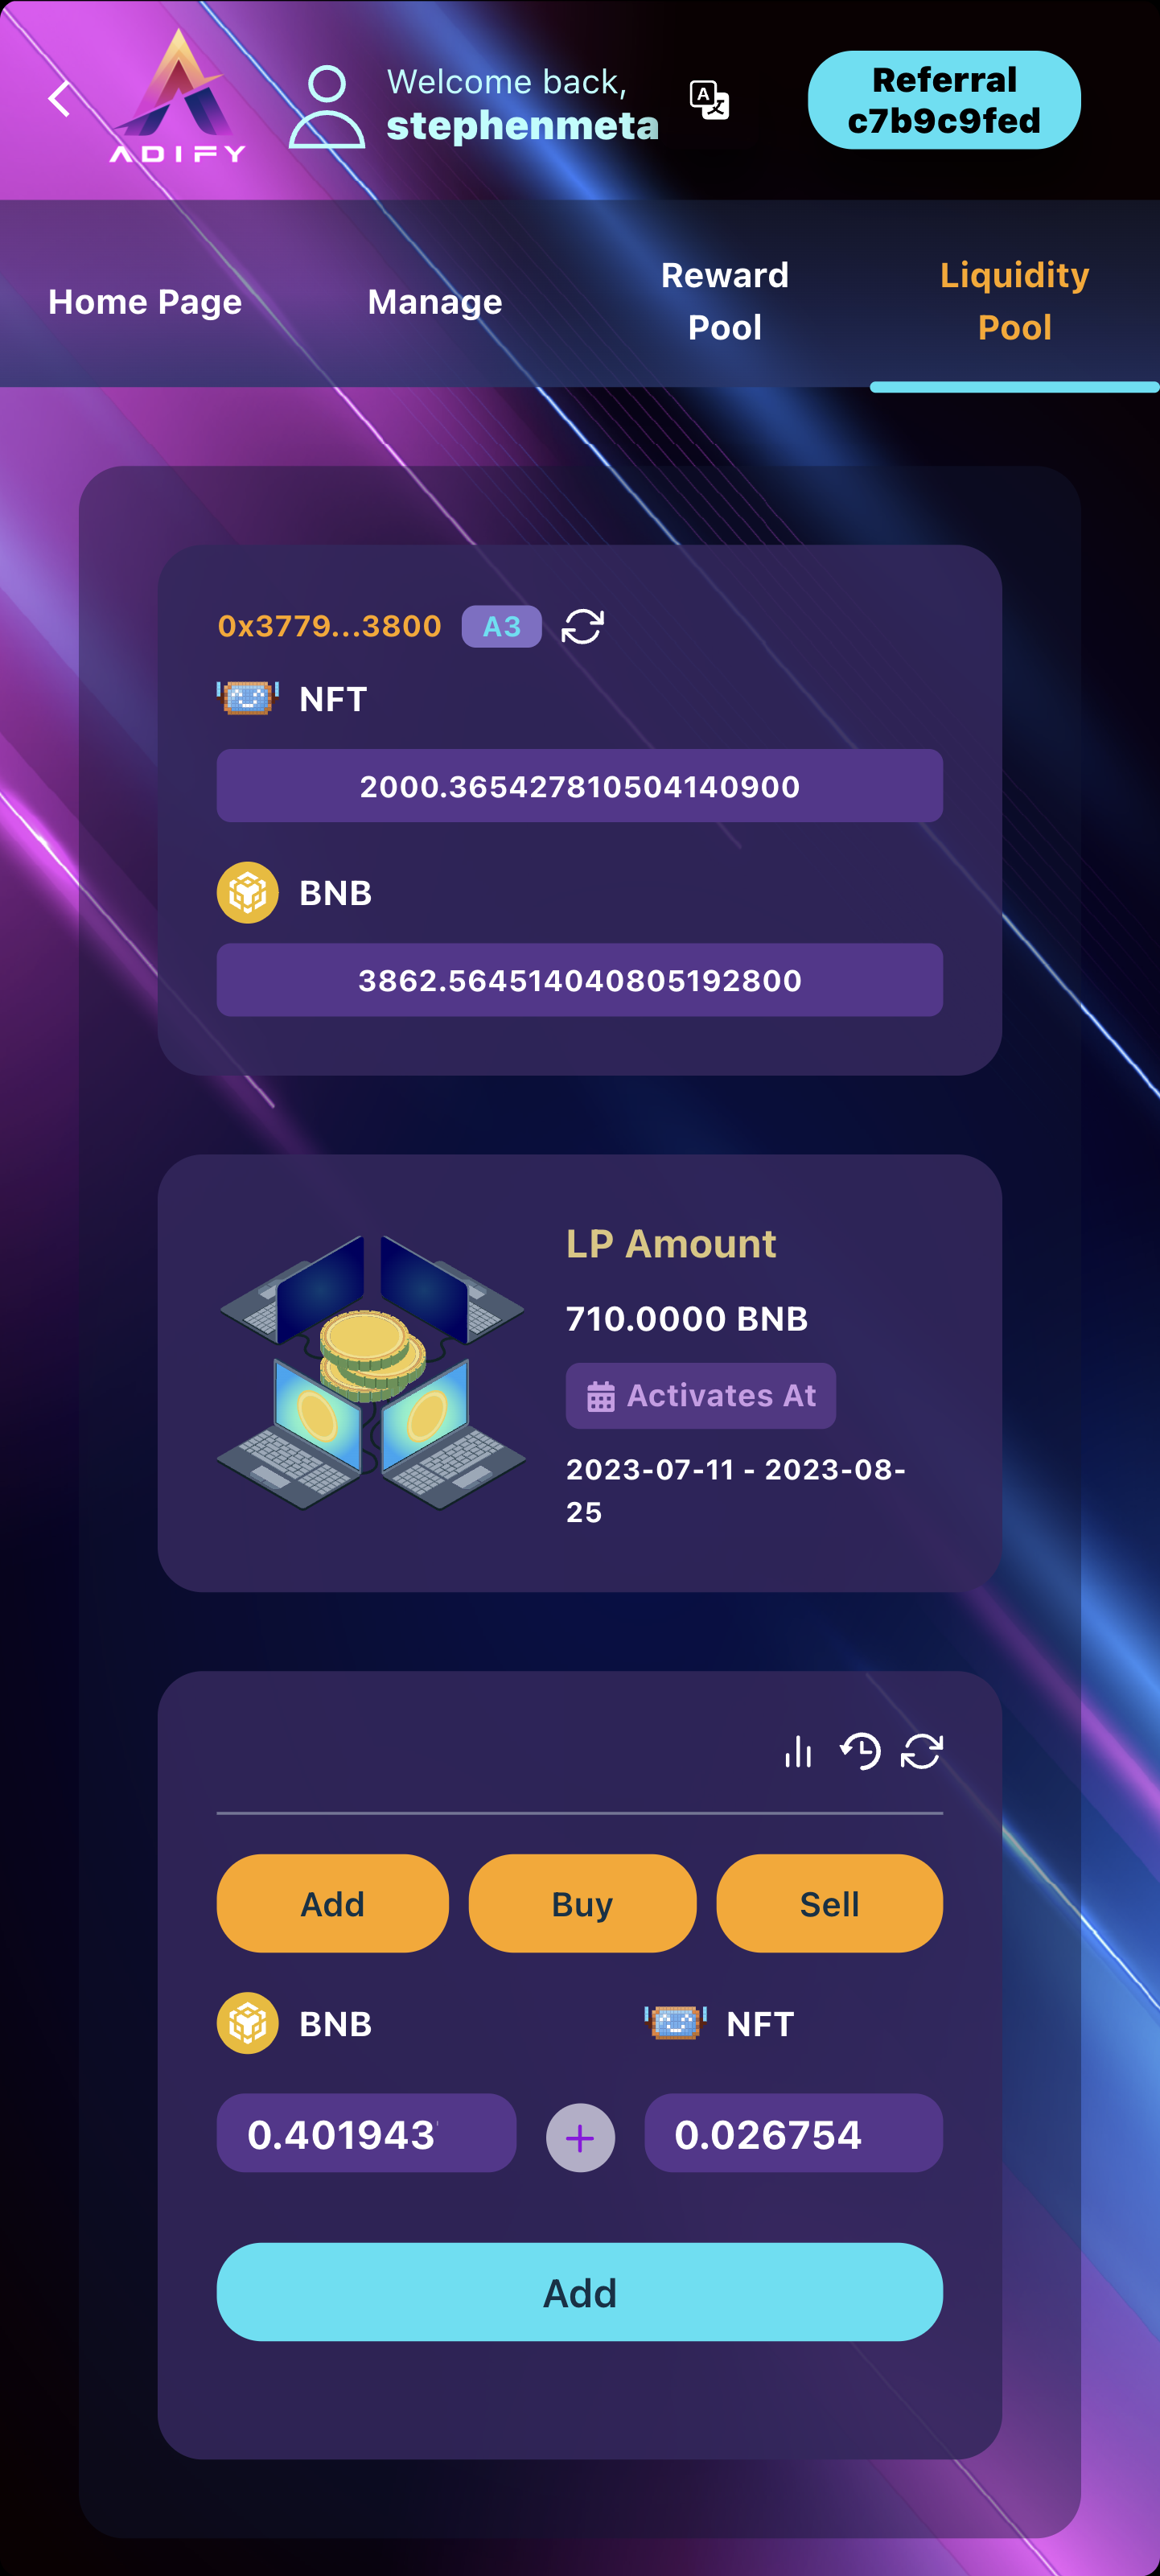 ADIFY
Welcome back,
stephenmeta
A
文
Referral
c7b9c9fed
Home Page
Manage
Reward
Pool
Liquidity
Pool
0x3779...3800
A3
NFT
2000.365427810504140900
BNB
3862.564514040805192800
LP Amount
710.0000 BNB
Activates At
2023-07-11 - 2023-08-
25
Add
Buy
Sell
BNB
NFT
0.401943
0.026754
Add